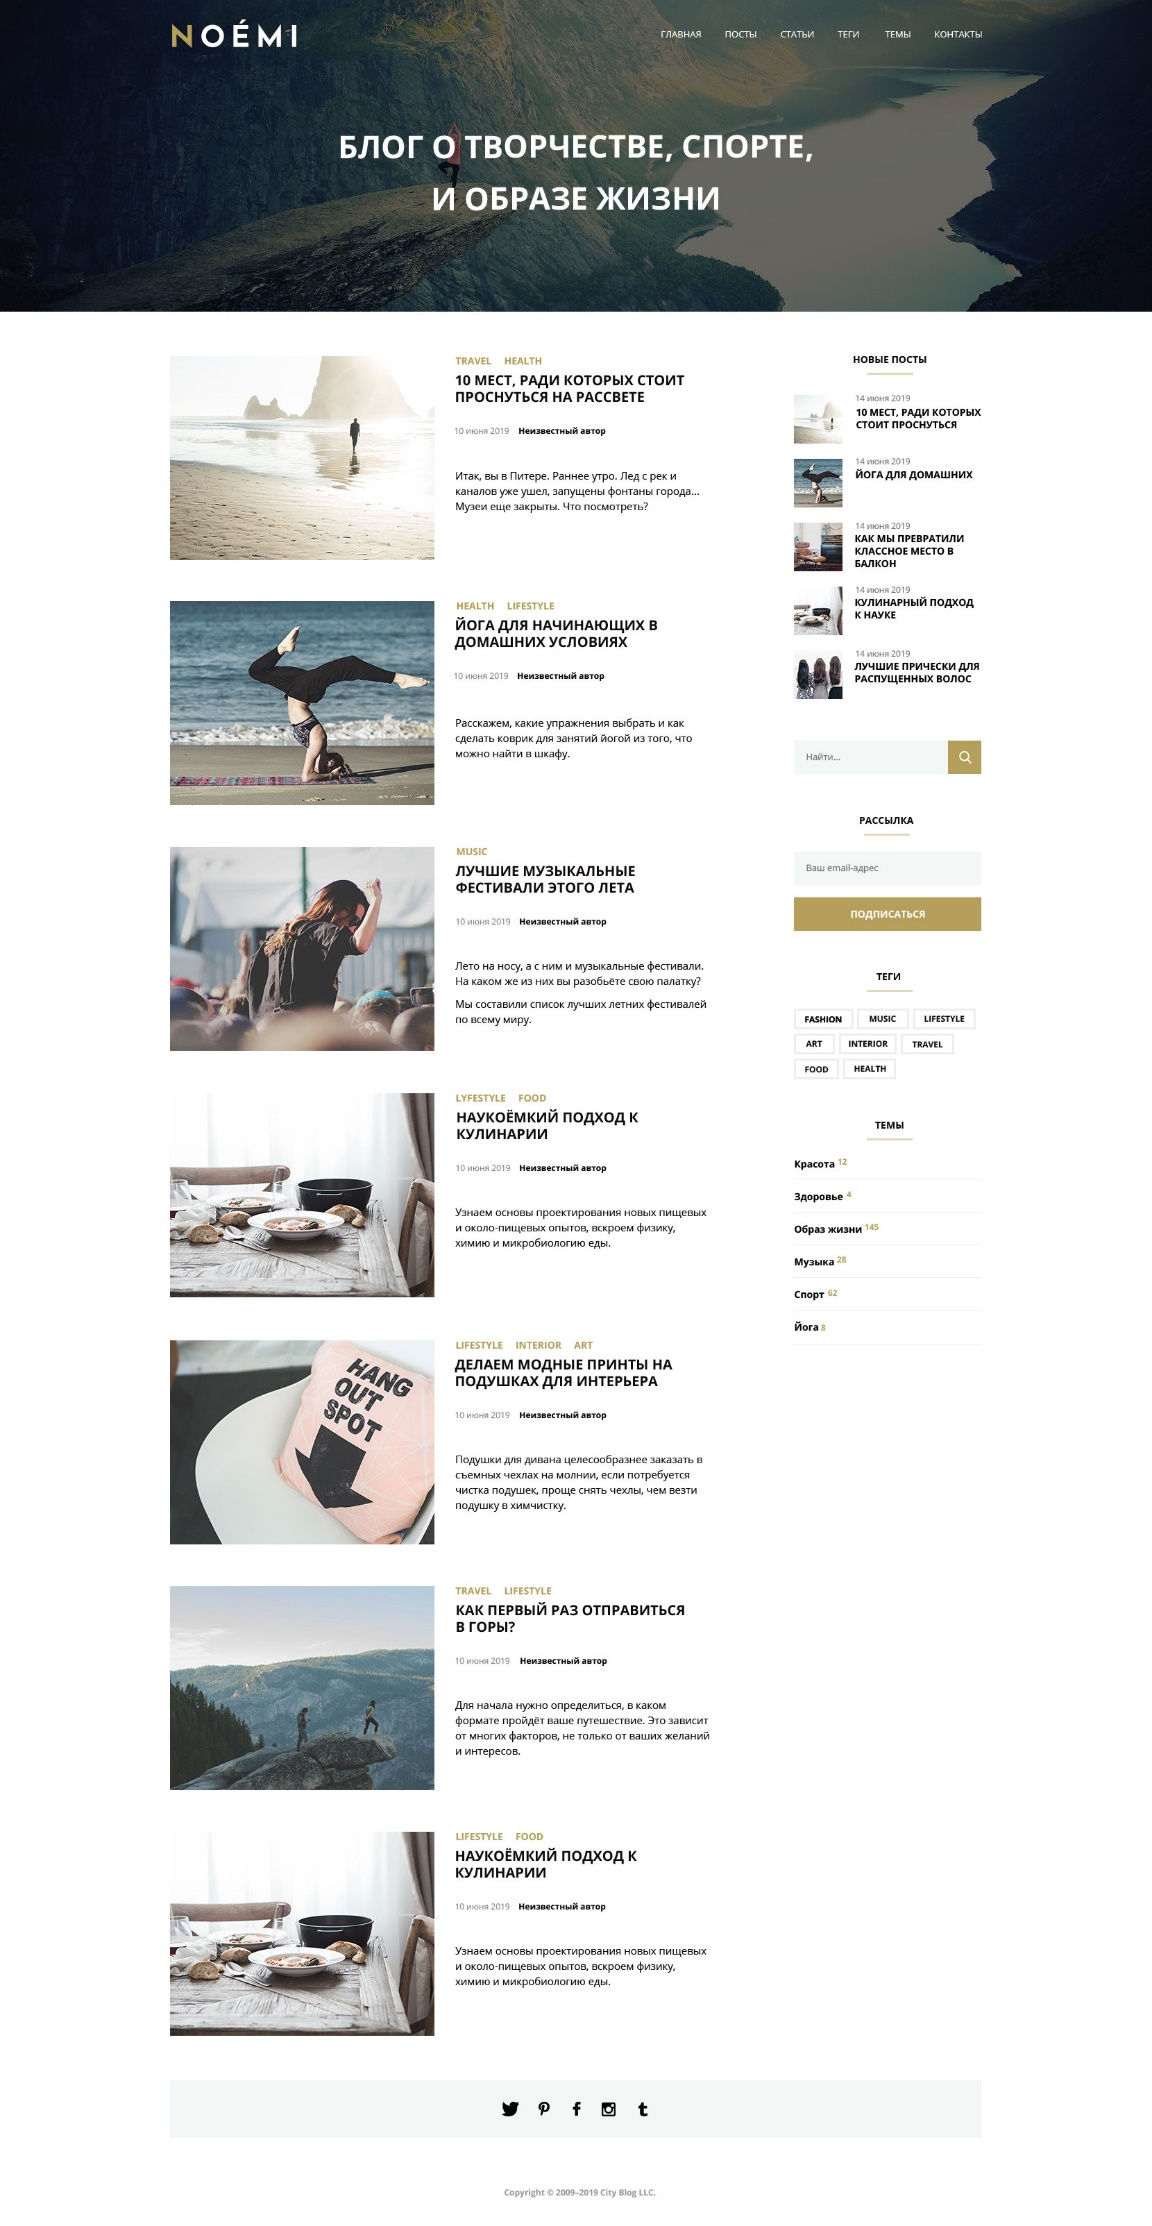 NOÉMI
ГЛАВНАЯ ПОСТЫ СТАТЬИ ТЕГИ ТЕМЫ КОНТАКТЫ
БЛОГ О ТВОРЧЕСТВЕ, СПОРТЕ,
И ОБРАЗЕ ЖИЗНИ
TRAVEL HEALTH
10 МЕСТ, РАДИ КОТОРЫХ СТОИТ
ПРОСНУТЬСЯ НА РАССВЕТЕ
10 июня 2019 Неизвестный автор
Итак, вы в Питере. Раннее утро. Лед с рек и
каналов уже ушел, запущены фонтаны города...
Музеи еще закрыты. Что посмотреть?
HEALTH LIFESTYLE
ЙОГА ДЛЯ НАЧИНАЮЩИХ В
ДОМАШНИХ УСЛОВИЯХ
10 июня 2019 Неизвестный автор
Расскажем, какие упражнения выбрать и как
сделать коврик для занятий йогой из того, что
можно найти в шкафу.
MUSIC
ЛУЧШИЕ МУЗЫКАЛЬНЫЕ
ФЕСТИВАЛИ ЭТОГО ЛЕТА
10 июня 2019 Неизвестный автор
Лето на носу, а с ним и музыкальные фестивали.
На каком же из них вы разобьёте свою палатку?
Мы составили список лучших летних фестивалей
по всему миру.
LYFESTYLE FOOD
НАУКОЁМКИЙ ПОДХОД К
КУЛИНАРИИ
10 июня 2019 Неизвестный автор
Узнаем основы проектирования новых пищевых
и около-пищевых опытов, вскроем физику,
химию и микробиологию еды.
HANG
OUT
SPOT
LIFESTYLE INTERIOR ART
ДЕЛАЕМ МОДНЫЕ ПРИНТЫ НА
ПОДУШКАХ ДЛЯ ИНТЕРЬЕРА
10 июня 2019 Неизвестный автор
Подушки для дивана целесообразнее заказать в
съемных чехлах на молнии, если потребуется
чистка подушек, проще снять чехлы, чем везти
подушку в химчистку.
TRAVEL LIFESTYLE
КАК ПЕРВЫЙ РАЗ ОТПРАВИТЬСЯ
В ГОРЫ?
10 июня 2019 Неизвестный автор
Для начала нужно определиться, в каком
формате пройдёт ваше путешествие. Это зависит
от многих факторов, не только от ваших желаний
и интересов.
LIFESTYLE FOOD
НАУКОЁМКИЙ ПОДХОД К
КУЛИНАРИИ
10 июня 2019 Неизвестный автор
Узнаем основы проектирования новых пищевых
и около-пищевых опытов, вскроем физику,
химию и микробиологию еды.
НОВЫЕ ПОСТЫ
14 июня 2019
10 МЕСТ, РАДИ КОТОРЫХ
СТОИТ ПРОСНУТЬСЯ
14 июня 2019
ЙОГА ДЛЯ ДОМАШНИХ
14 июня 2019
КАК МЫ ПРЕВРАТИЛИ
КЛАССНОЕ МЕСТО В
БАЛКОН
14 июня 2019
КУЛИНАРНЫЙ ПОДХОД
К НАУКЕ
14 июня 2019
ЛУЧШИЕ ПРИЧЕСКИ ДЛЯ
РАСПУЩЕННЫХ ВОЛОС
Найти...
РАССЫЛКА
Ваш email-адрес
ПОДПИСАТЬСЯ
ТЕГИ
FASHION MUSIC LIFESTYLE
ART INTERIOR TRAVEL
FOOD HEALTH
ТЕМЫ
Красота 12
Здоровье 4
Образ жизни 145
Музыка 28
Спорт 62
Йога 8
Copyright © 2009–2019 City Blog LLC.